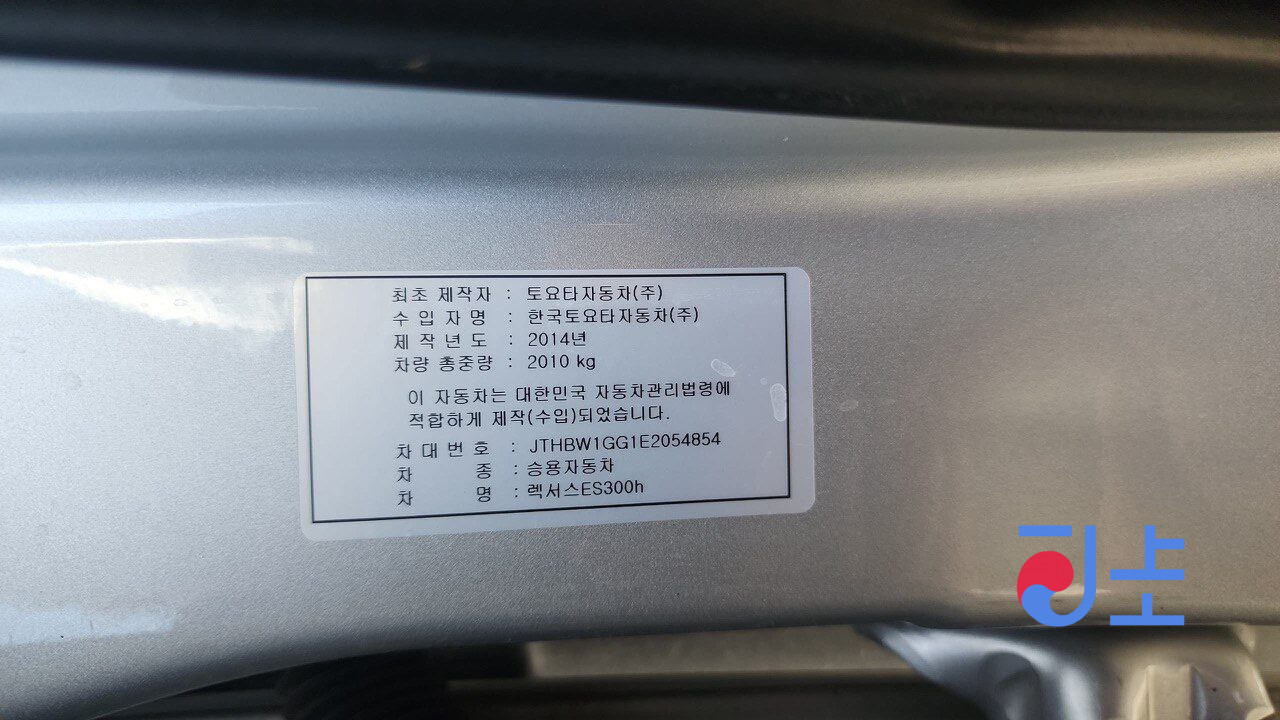 최초 제작자 : 토요타자동차(주)
수 입 자 명 : 한국토요타자동차(주)
제 작 년 도 : 2014년
차량 총중량 : 2010 kg
이 자동차는 대한민국 자동차관리법령에
적합하게 제작(수입)되었습니다.
차 대 번 호 : JTHBW1GG1E2054854
차 종 : 승용자동차
차 명 : 렉서스ES300h